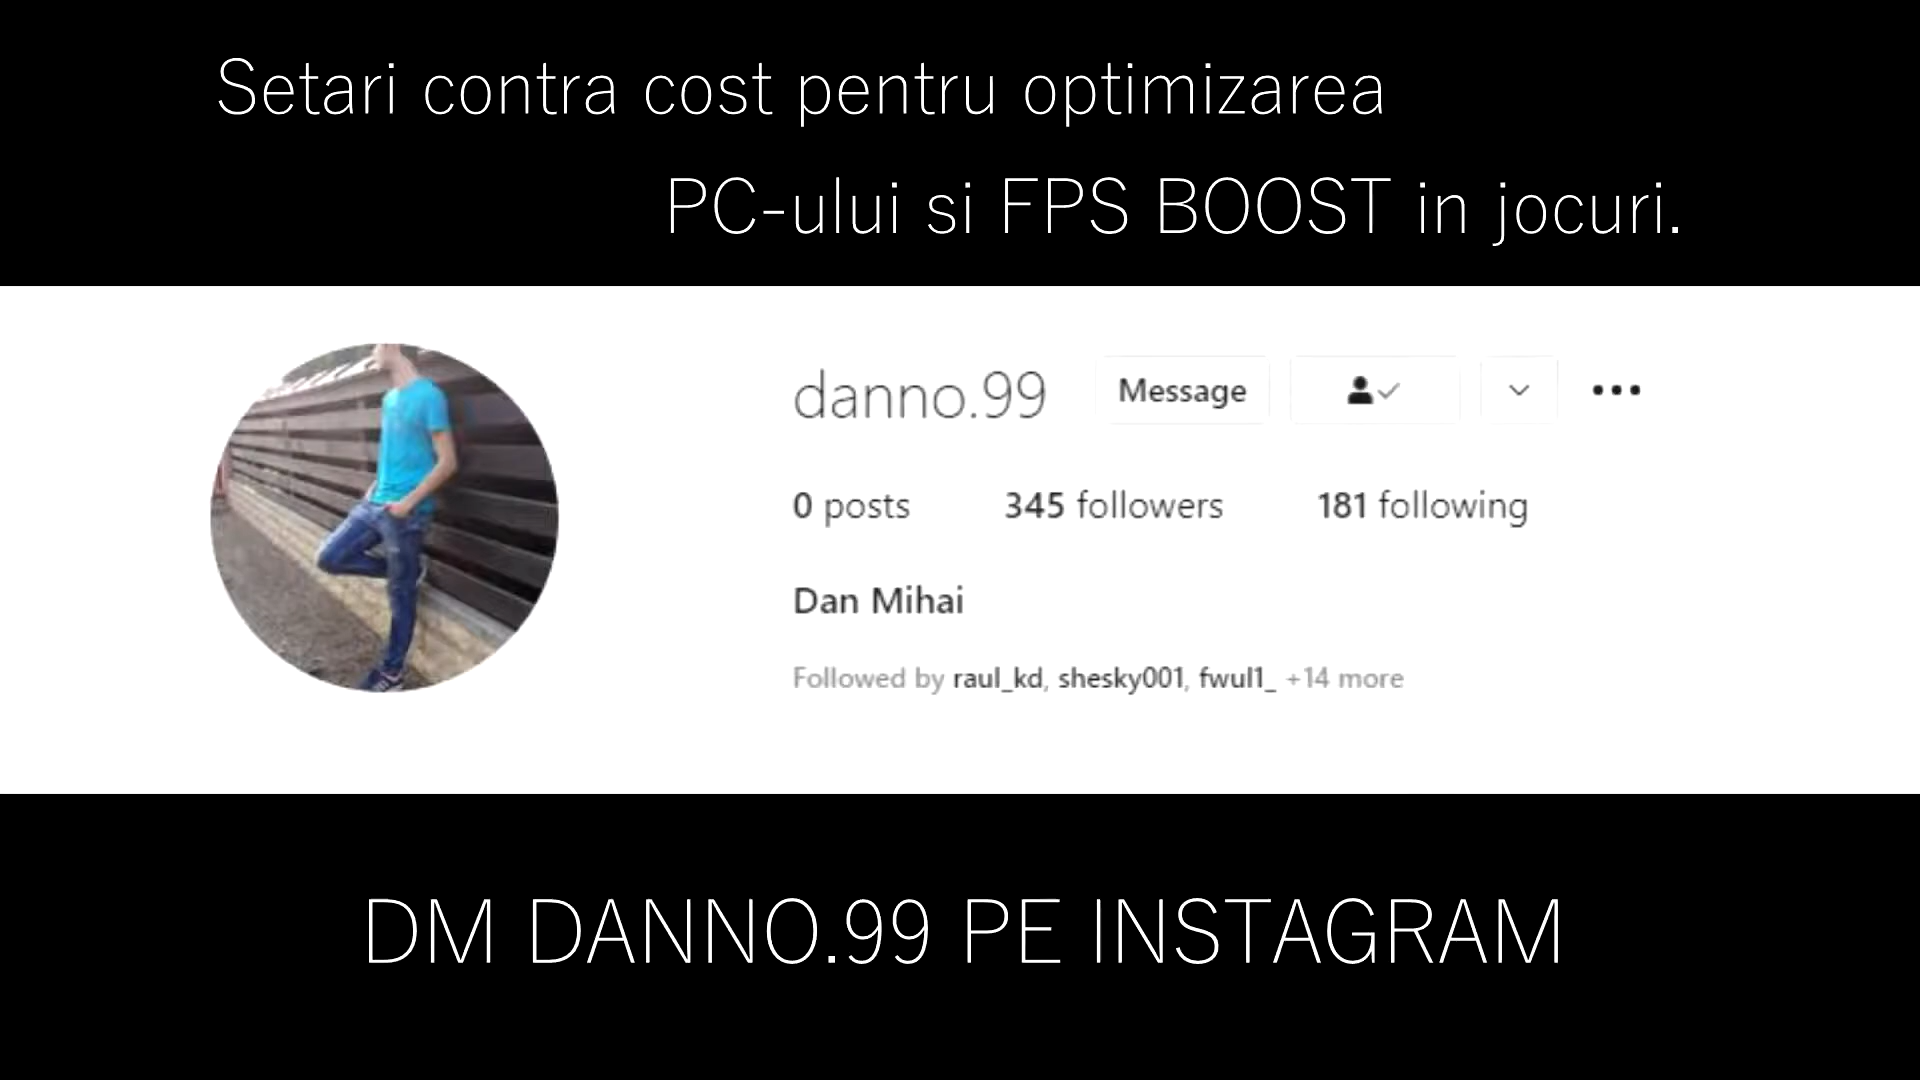 Setari contra cost pentru optimizarea
PC-ului si FPS BOOST in jocuri.
danno.99 Message
0 posts 345 followers 181 following
Dan Mihai
Followed by raul_kd, shesky001, fwul1_ +14 more
DM DANNO.99 PE INSTAGRAM